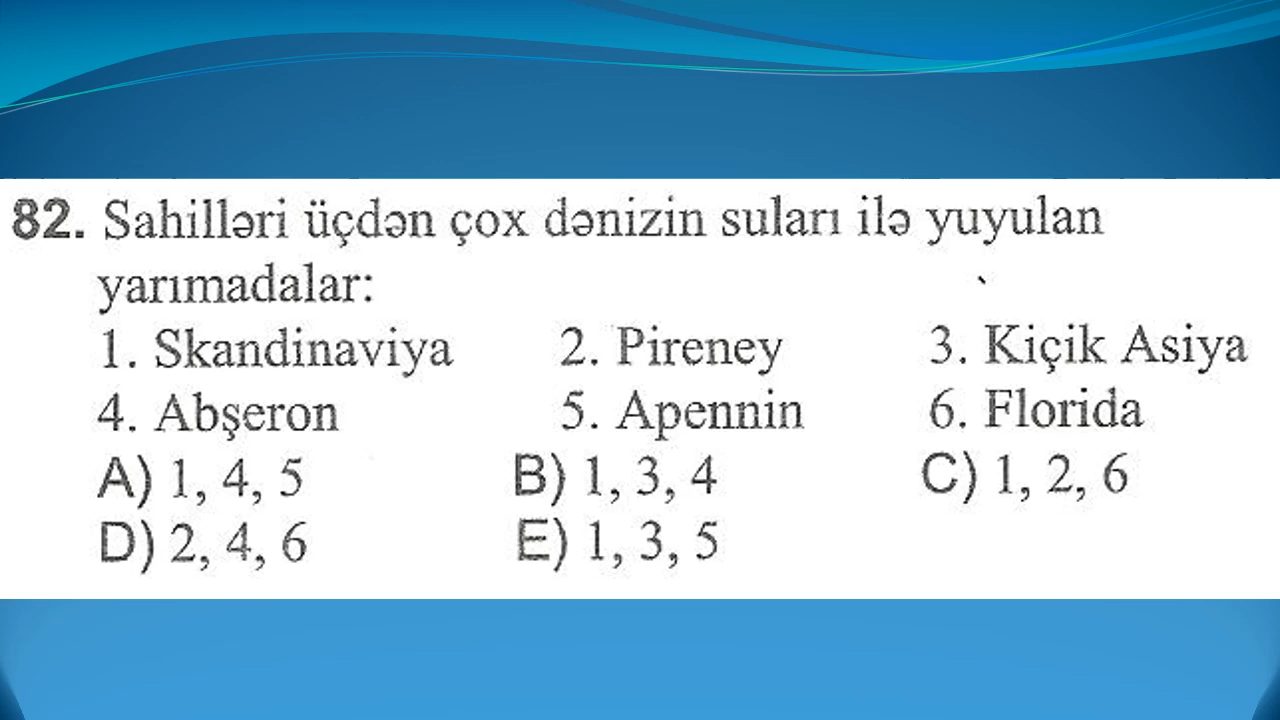 82. Sahilləri üçdən çox dənizin suları ilə yuyulan
yarımadalar:
1. Skandinaviya 2. Pireney 3. Kiçik Asiya
4. Abşeron 5. Apennin 6. Florida
A) 1, 4, 5 B) 1, 3, 4 C) 1, 2, 6
D) 2, 4, 6 E) 1, 3, 5